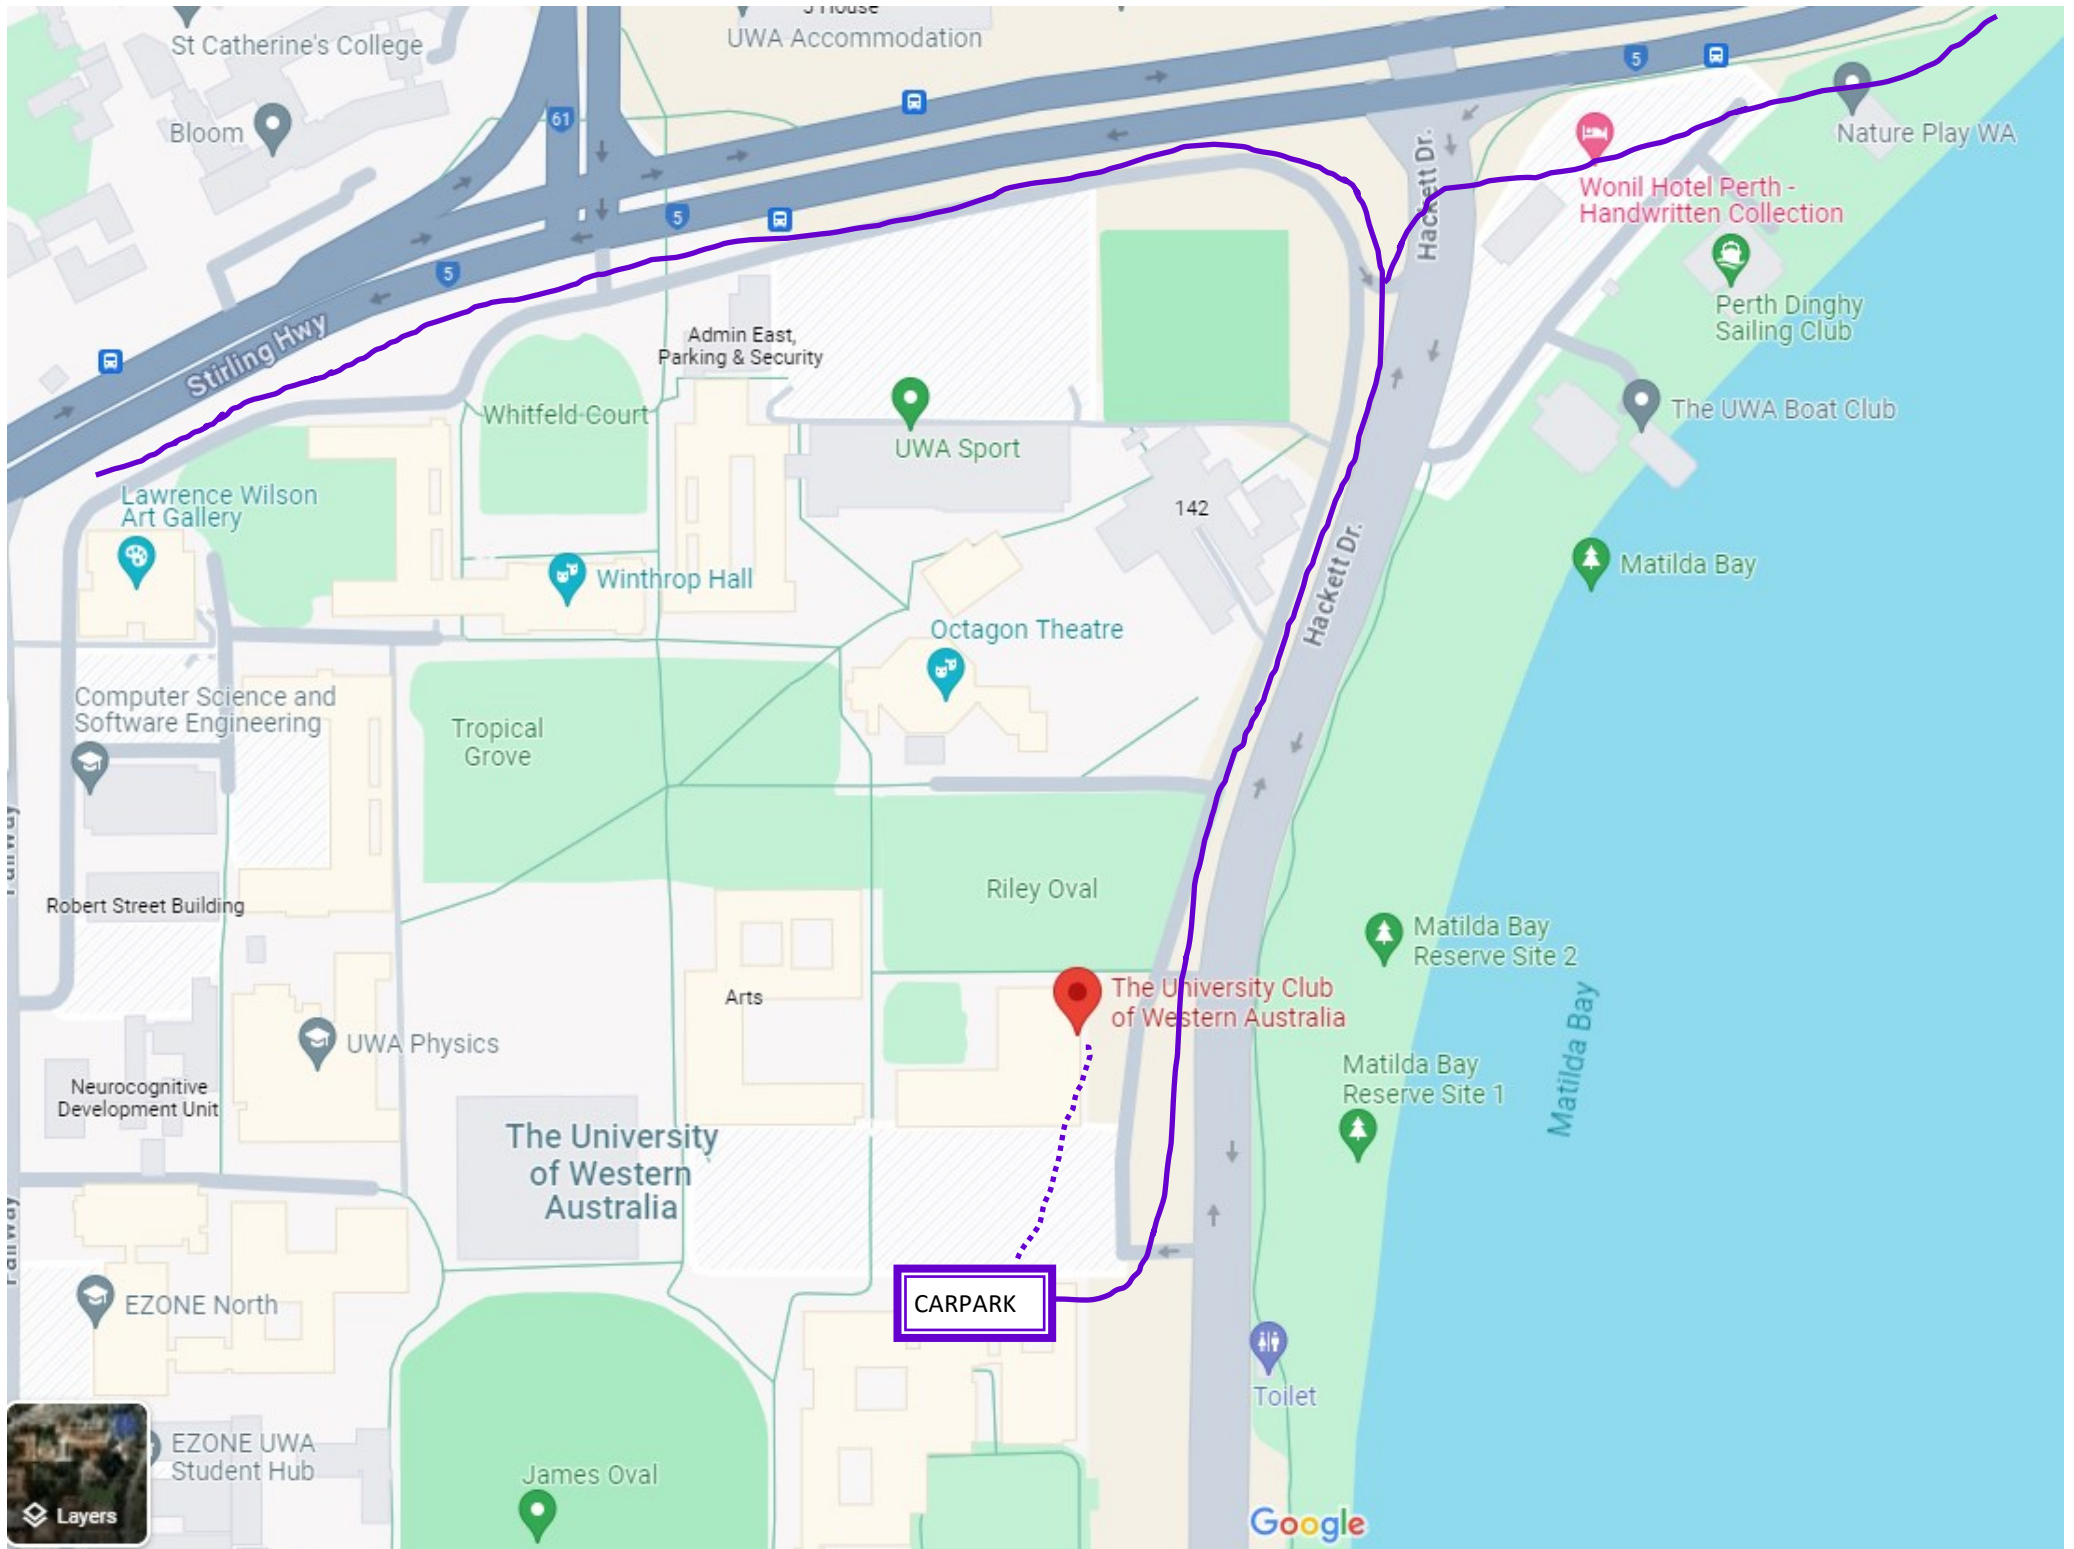 J House
UWA Accommodation
St Catherine's College
Bloom
61
5
5
5
Stirling Hwy
Hackett Dr.
Nature Play WA
Wonil Hotel Perth -
Handwritten Collection
Perth Dinghy
Sailing Club
The UWA Boat Club
Admin East,
Parking & Security
Whitfeld Court
UWA Sport
142
Lawrence Wilson
Art Gallery
Winthrop Hall
Matilda Bay
Octagon Theatre
Hackett Dr.
Computer Science and
Software Engineering
Tropical
Grove
Fairway
Robert Street Building
Riley Oval
Matilda Bay
Reserve Site 2
Arts
The University Club
of Western Australia
UWA Physics
Matilda Bay
Reserve Site 1
Matilda Bay
Neurocognitive
Development Unit
The University
of Western
Australia
Fairway
CARPARK
EZONE North
Toilet
EZONE UWA
Student Hub
James Oval
Layers
Google